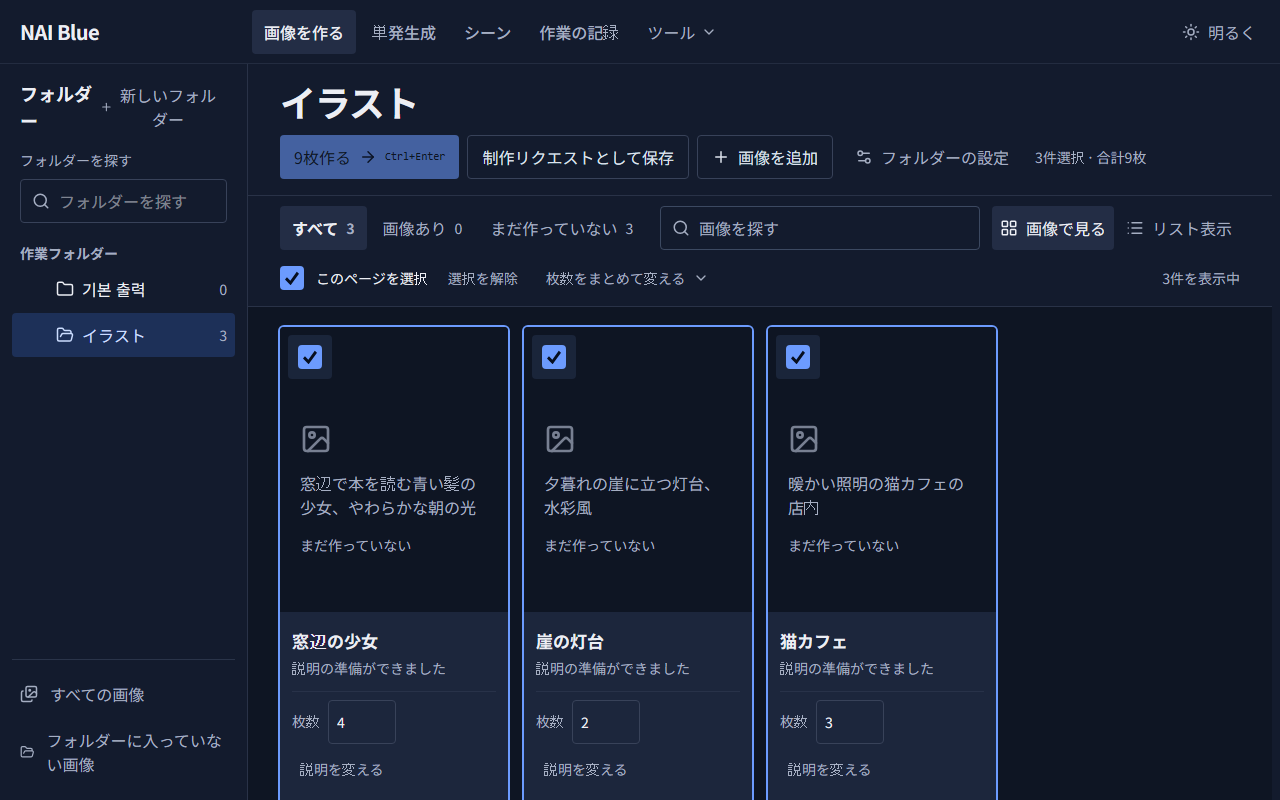 NAI Blue
画像を作る
単発生成
シーン
作業の記録
ツール
明るく
フォルダ
ー
+ 新しいフォル
ダー
フォルダーを探す
フォルダーを探す
作業フォルダー
기본 출력 0
イラスト 3
すべての画像
フォルダーに入っていな
い画像
イラスト
9枚作る → Ctrl+Enter
制作リクエストとして保存
+ 画像を追加
フォルダーの設定
3件選択 · 合計9枚
すべて 3
画像あり 0
まだ作っていない 3
画像を探す
画像で見る
リスト表示
このページを選択
選択を解除
枚数をまとめて変える
3件を表示中
窓辺で本を読む青い髪の
少女、やわらかな朝の光
まだ作っていない
窓辺の少女
説明の準備ができました
枚数 4
説明を変える
夕暮れの崖に立つ灯台、
水彩風
まだ作っていない
崖の灯台
説明の準備ができました
枚数 2
説明を変える
暖かい照明の猫カフェの
店内
まだ作っていない
猫カフェ
説明の準備ができました
枚数 3
説明を変える